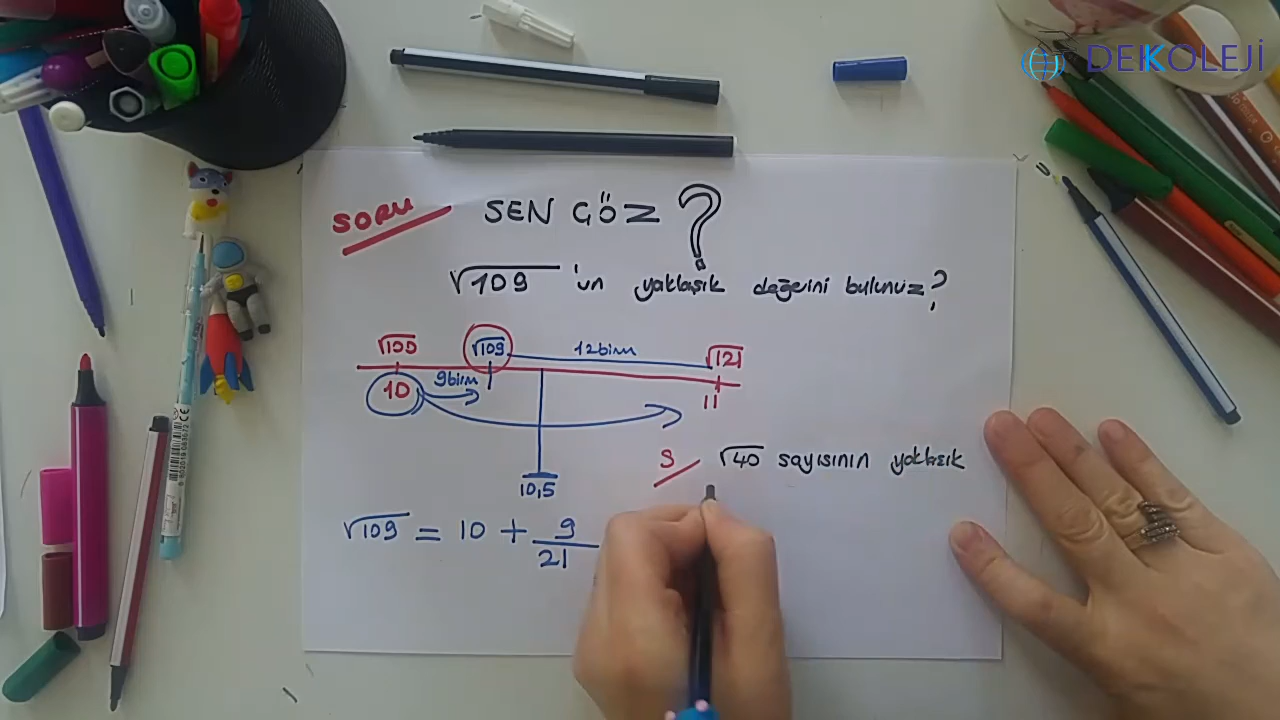 DEKOLEJİ
SORU
SEN ÇÖZ ?
√109 'un yaklaşık değerini bulunuz?
√100 √109 12birim √121
10 9birim 11
10,5
S √40 sayısının yaklaşık
√109 = 10 + 9/21